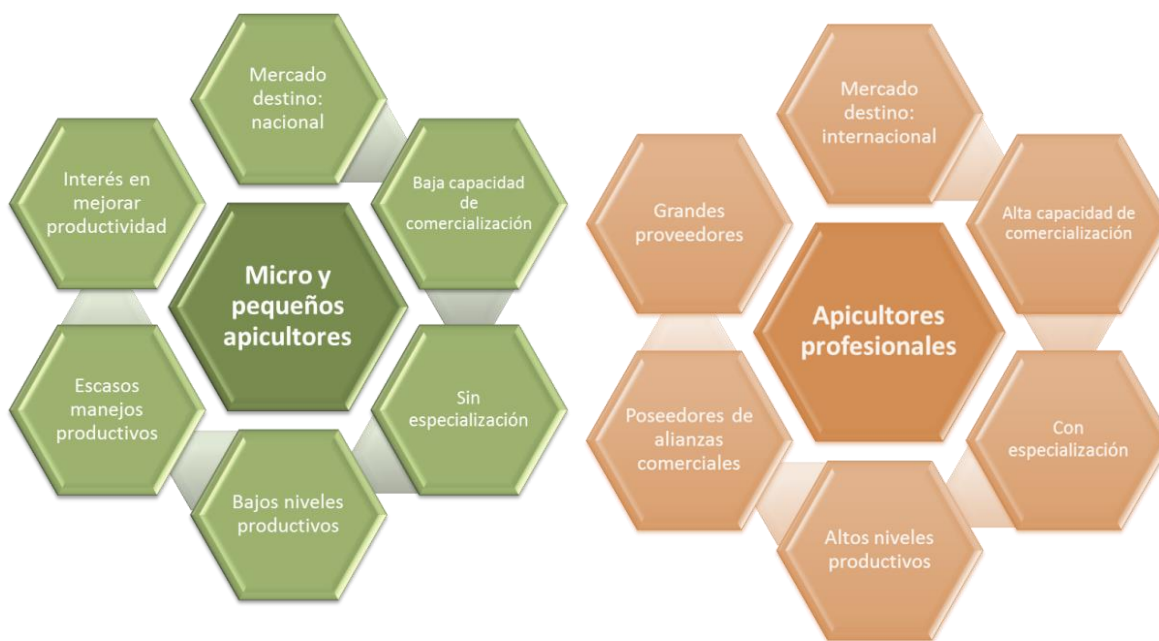 Mercado
destino:
nacional
Baja capacidad
de
comercialización
Sin
especialización
Bajos niveles
productivos
Escasos
manejos
productivos
Interés en
mejorar
productividad
Micro y
pequeños
apicultores
Mercado
destino:
internacional
Alta capacidad de
comercialización
Con
especialización
Altos niveles
productivos
Poseedores de
alianzas
comerciales
Grandes
proveedores
Apicultores
profesionales